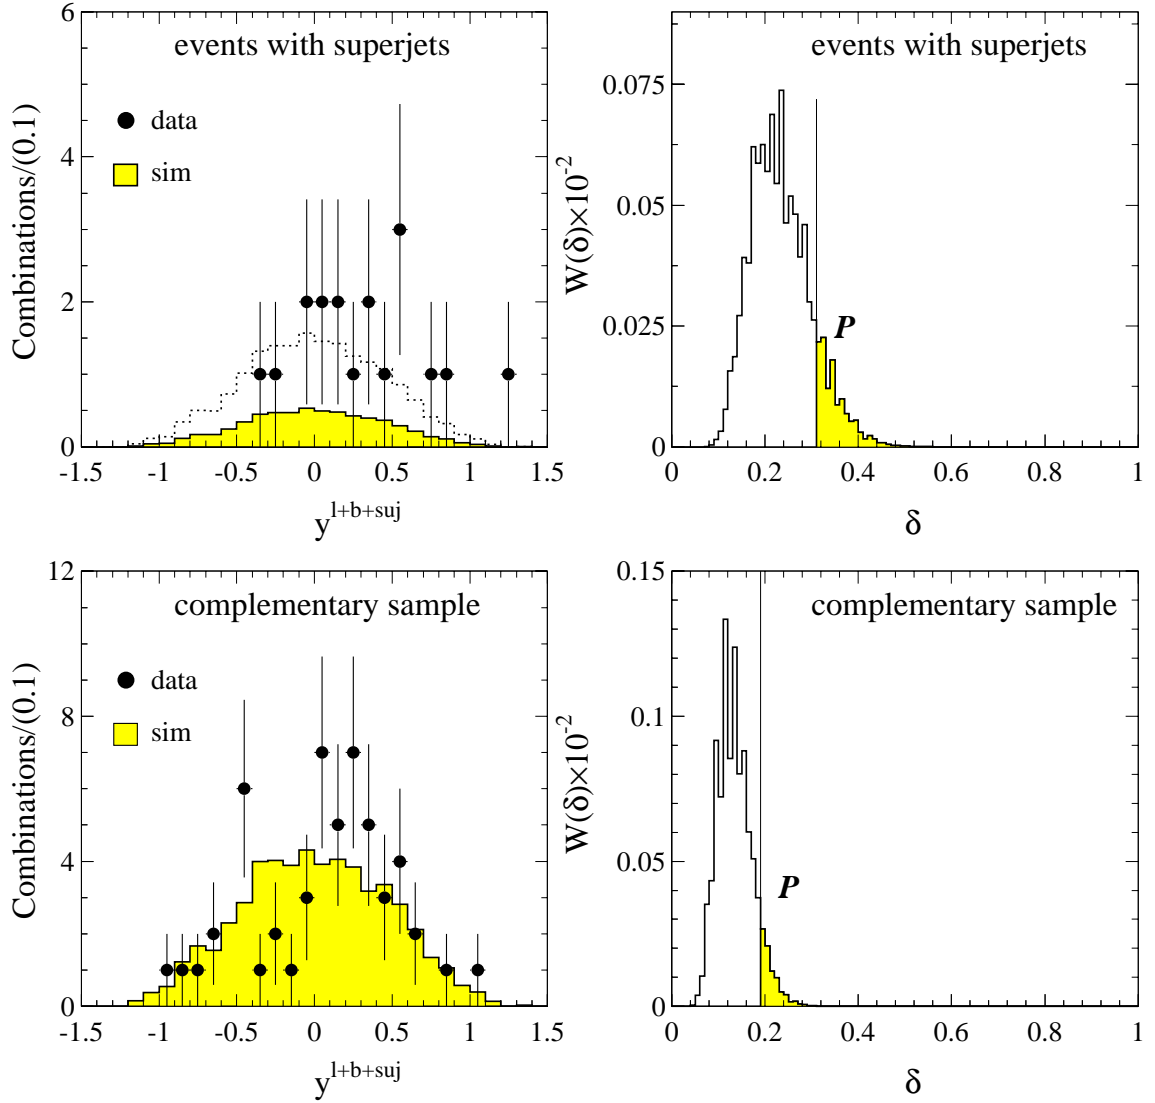 events with superjets
data
sim
Combinations/(0.1)
6
4
2
0
-1.5
-1
-0.5
0
0.5
1
1.5
y^l+b+suj
events with superjets
W(δ)×10^-2
0.075
0.05
0.025
0
P
0
0.2
0.4
0.6
0.8
1
δ
complementary sample
data
sim
Combinations/(0.1)
12
8
4
0
-1.5
-1
-0.5
0
0.5
1
1.5
y^l+b+suj
complementary sample
W(δ)×10^-2
0.15
0.1
0.05
0
P
0
0.2
0.4
0.6
0.8
1
δ